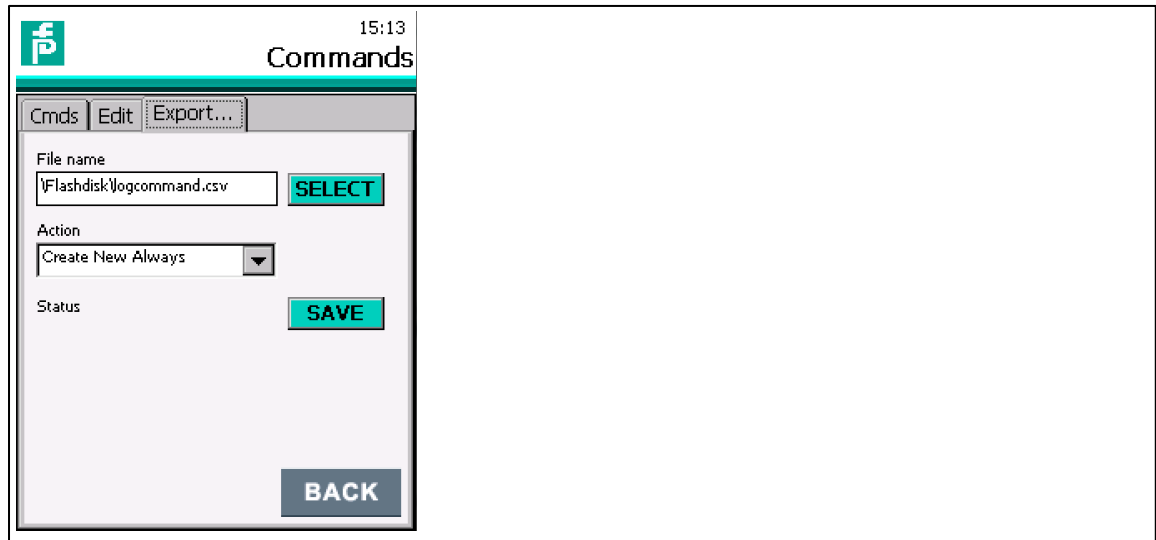 15:13
Commands
Cmds Edit Export...
File name
\Flashdisk\logcommand.csv SELECT
Action
Create New Always
Status SAVE
BACK